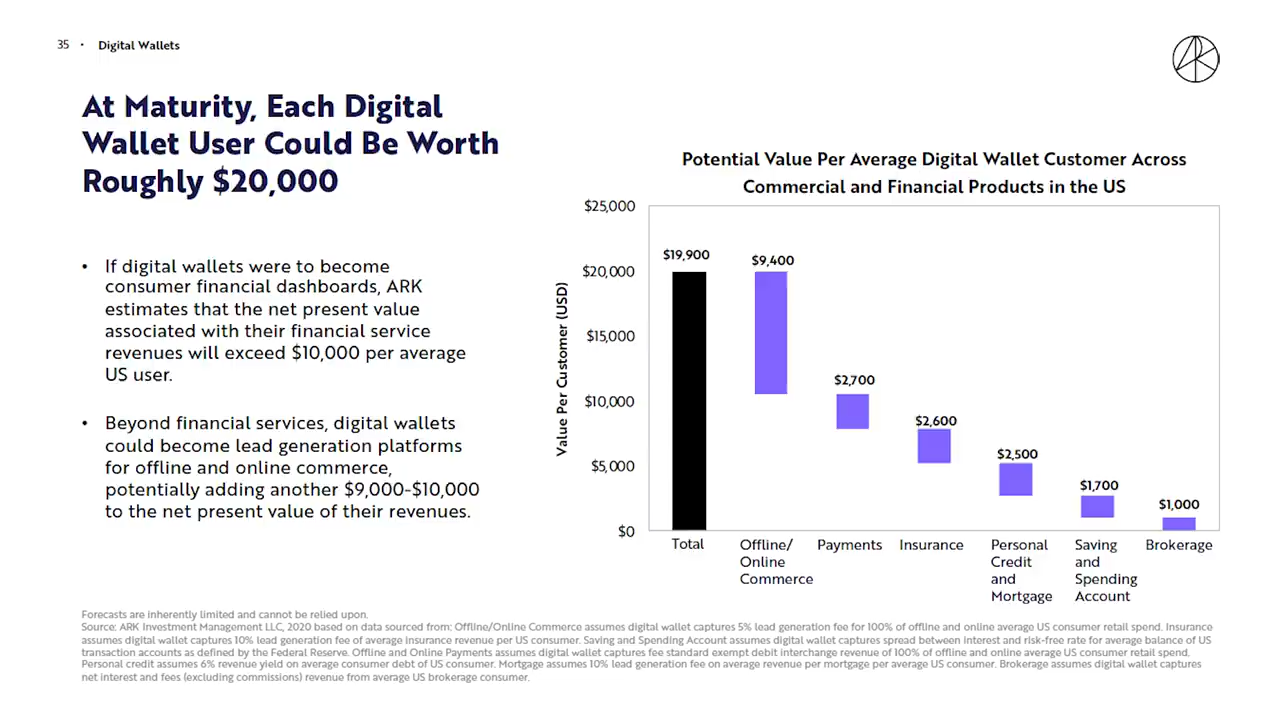 35 • Digital Wallets
ARK
At Maturity, Each Digital
Wallet User Could Be Worth
Roughly $20,000
• If digital wallets were to become
consumer financial dashboards, ARK
estimates that the net present value
associated with their financial service
revenues will exceed $10,000 per average
US user.
• Beyond financial services, digital wallets
could become lead generation platforms
for offline and online commerce,
potentially adding another $9,000-$10,000
to the net present value of their revenues.
Potential Value Per Average Digital Wallet Customer Across
Commercial and Financial Products in the US
Value Per Customer (USD)
$25,000
$20,000
$15,000
$10,000
$5,000
$0
$19,900
$9,400
$2,700
$2,600
$2,500
$1,700
$1,000
Total
Offline/
Online
Commerce
Payments
Insurance
Personal
Credit
and
Mortgage
Saving
and
Spending
Account
Brokerage
Forecasts are inherently limited and cannot be relied upon.
Source: ARK Investment Management LLC, 2020 based on data sourced from: Offline/Online Commerce assumes digital wallet captures 5% lead generation fee for 100% of offline and online average US consumer retail spend. Insurance
assumes digital wallet captures 10% lead generation fee of average insurance revenue per US consumer. Saving and Spending Account assumes digital wallet captures spread between interest and risk-free rate for average balance of US
transaction accounts as defined by the Federal Reserve. Offline and Online Payments assumes digital wallet captures fee standard exempt debit interchange revenue of 100% of offline and online average US consumer retail spend.
Personal credit assumes 6% revenue yield on average consumer debt of US consumer. Mortgage assumes 10% lead generation fee on average revenue per mortgage per average US consumer. Brokerage assumes digital wallet captures
net interest and fees (excluding commissions) revenue from average US brokerage consumer.